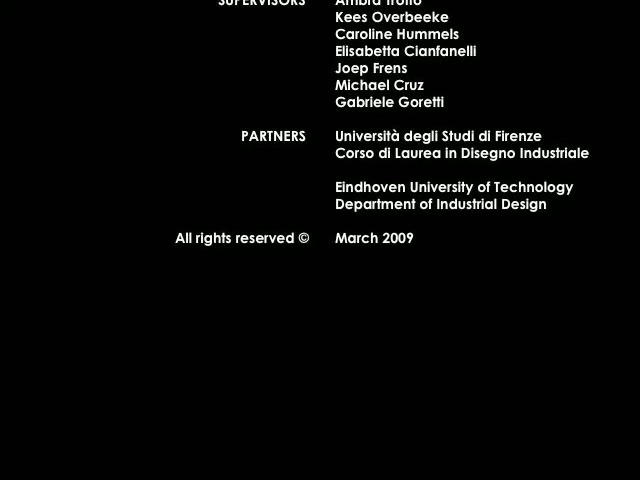 SUPERVISORS Ambra Trotto
Kees Overbeeke
Caroline Hummels
Elisabetta Cianfanelli
Joep Frens
Michael Cruz
Gabriele Goretti
PARTNERS Università degli Studi di Firenze
Corso di Laurea in Disegno Industriale
Eindhoven University of Technology
Department of Industrial Design
All rights reserved © March 2009